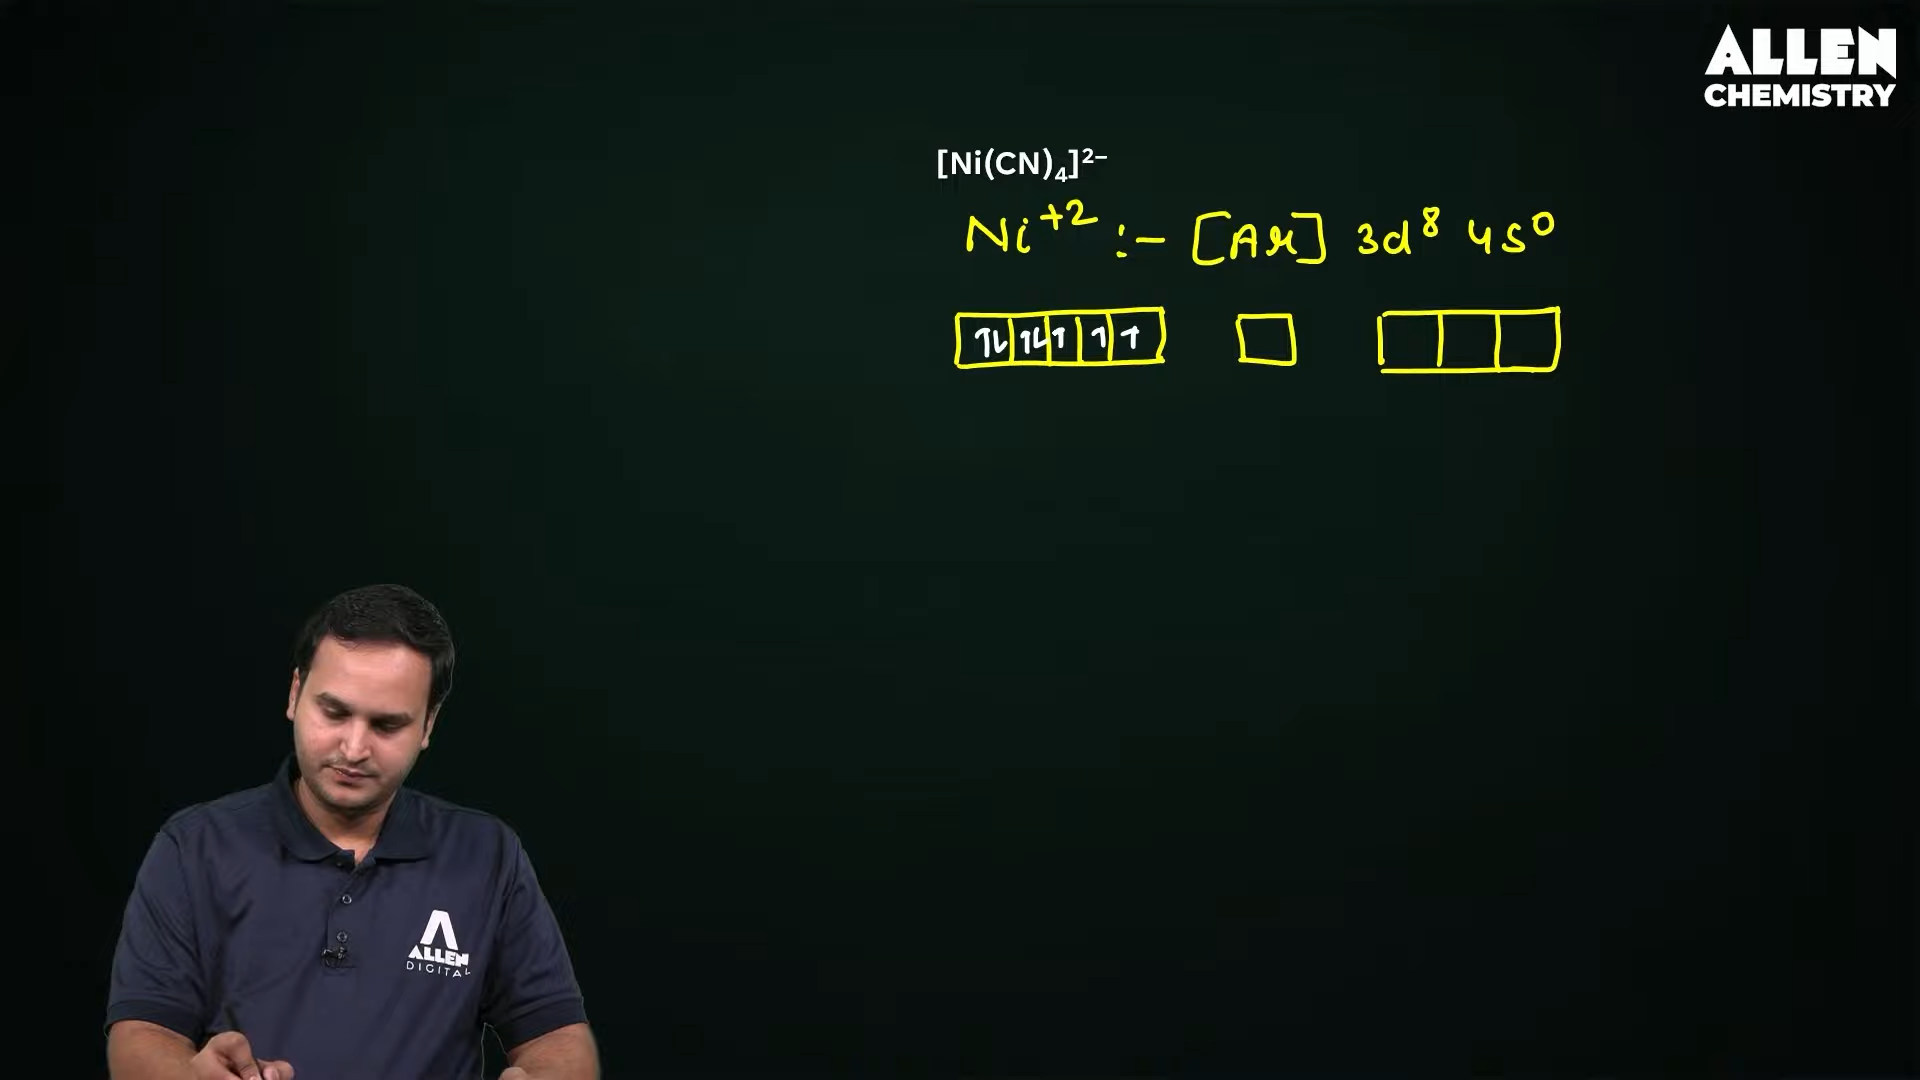 ALLEN
CHEMISTRY
[Ni(CN)₄]²⁻
Ni⁺² :- [Ar] 3d⁸ 4s⁰
↑↓ ↑↓ ↑ ↑ ↑
ALLEN
DIGITAL